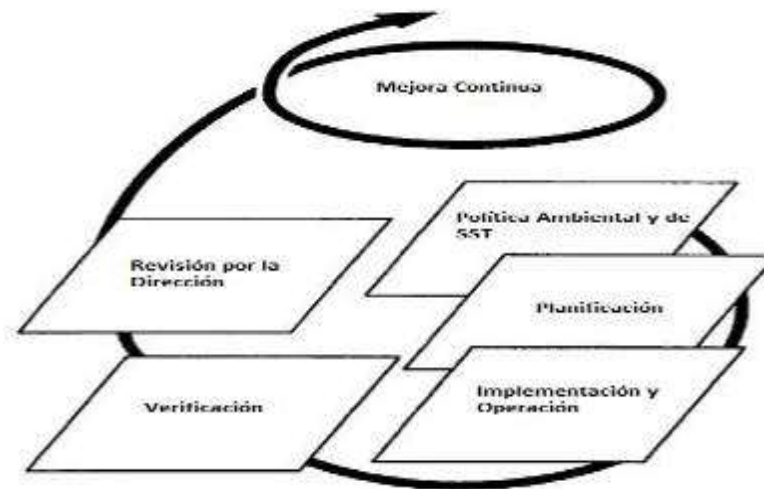 Mejora Continua
Política Ambiental y de
SST
Revisión por la
Dirección
Planificación
Implementación y
Operación
Verificación